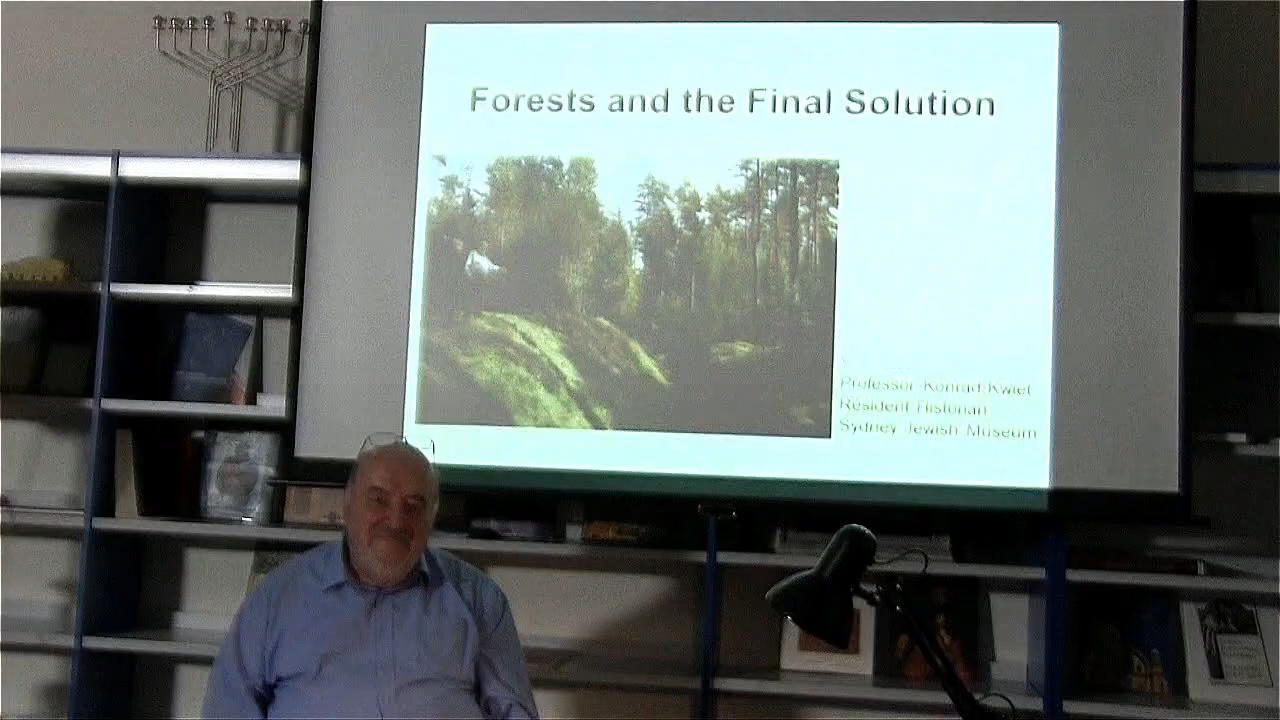 Forests and the Final Solution
Professor Konrad Kwiet
Resident Historian
Sydney Jewish Museum